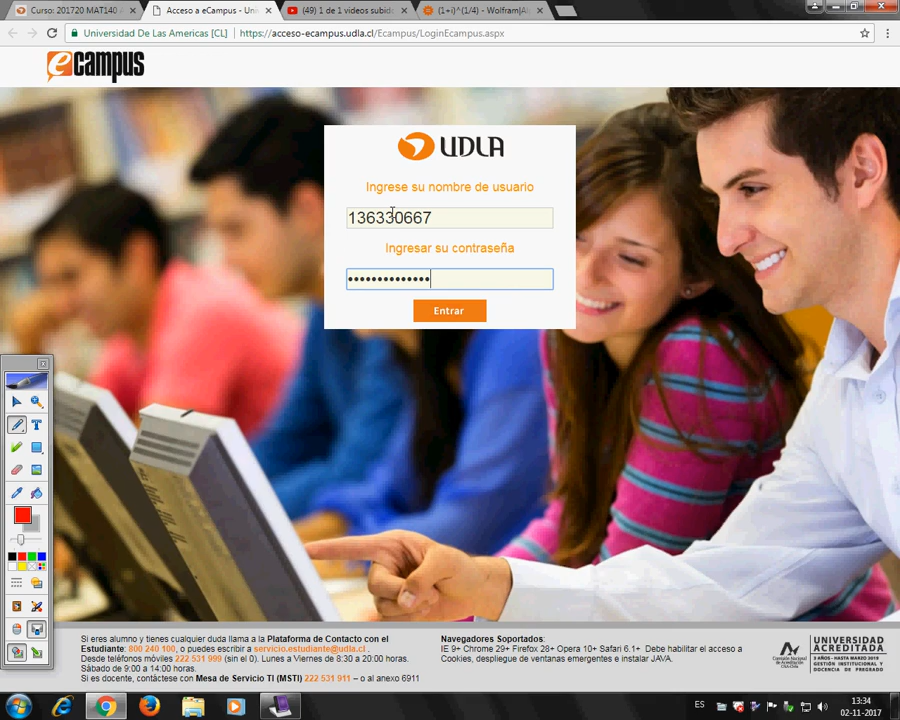 Curso: 201720 MAT140
Acceso a eCampus - Uni
(49) 1 de 1 videos subido
(1+i)^(1/4) - Wolfram|Al
Universidad De Las Americas [CL]
https://acceso-ecampus.udla.cl/Ecampus/LoginEcampus.aspx
ecampus
UDLA
Ingrese su nombre de usuario
136330667
Ingresar su contraseña
••••••••••••••
Entrar
T
Si eres alumno y tienes cualquier duda llama a la Plataforma de Contacto con el
Estudiante: 800 240 100, o puedes escribir a servicio.estudiante@udla.cl .
Desde teléfonos móviles 222 531 999 (sin el 0). Lunes a Viernes de 8:30 a 20:00 horas.
Sábado de 9:00 a 14:00 horas.
Si es docente, contáctese con Mesa de Servicio TI (MSTI) 222 531 911 – o al anexo 6911
Navegadores Soportados:
IE 9+ Chrome 29+ Firefox 28+ Opera 10+ Safari 6.1+ Debe habilitar el acceso a
Cookies, despliegue de ventanas emergentes e instalar JAVA.
UNIVERSIDAD
ACREDITADA
3 AÑOS - HASTA MARZO 2019
GESTIÓN INSTITUCIONAL Y
DOCENCIA DE PREGRADO
ES
13:34
02-11-2017